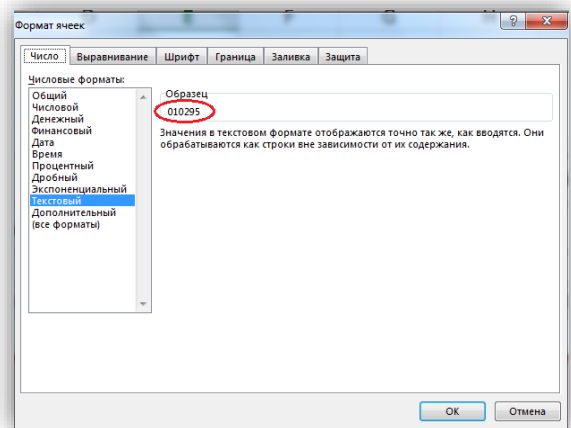 Формат ячеек
Число Выравнивание Шрифт Граница Заливка Защита
Числовые форматы:
Общий
Числовой
Денежный
Финансовый
Дата
Время
Процентный
Дробный
Экспоненциальный
Текстовый
Дополнительный
(все форматы)
Образец
010295
Значения в текстовом формате отображаются точно так же, как вводятся. Они
обрабатываются как строки вне зависимости от их содержания.
ОК Отмена